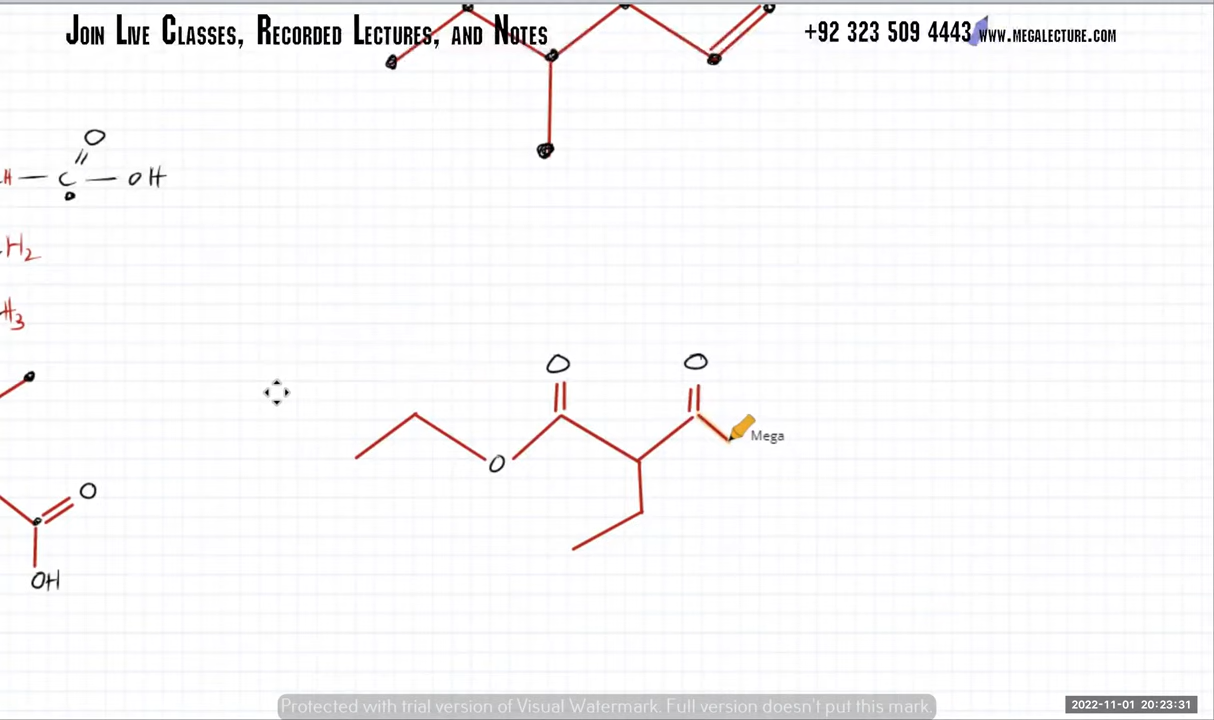 Join Live Classes, Recorded Lectures, and Notes
+92 323 509 4443 www.megalecture.com
O
H — C — OH
H2
H3
O
OH
O O
O
Mega
Protected with trial version of Visual Watermark. Full version doesn't put this mark.
2022-11-01 20:23:31